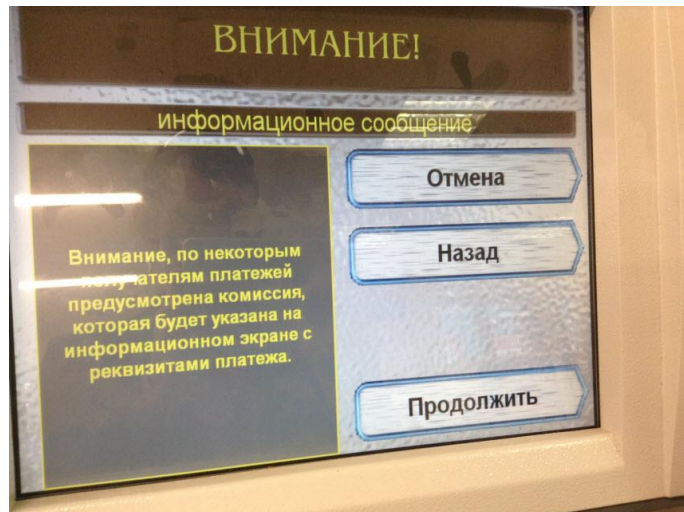 ВНИМАНИЕ!
информационное сообщение
Внимание, по некоторым
получателям платежей
предусмотрена комиссия,
которая будет указана на
информационном экране с
реквизитами платежа.
Отмена
Назад
Продолжить